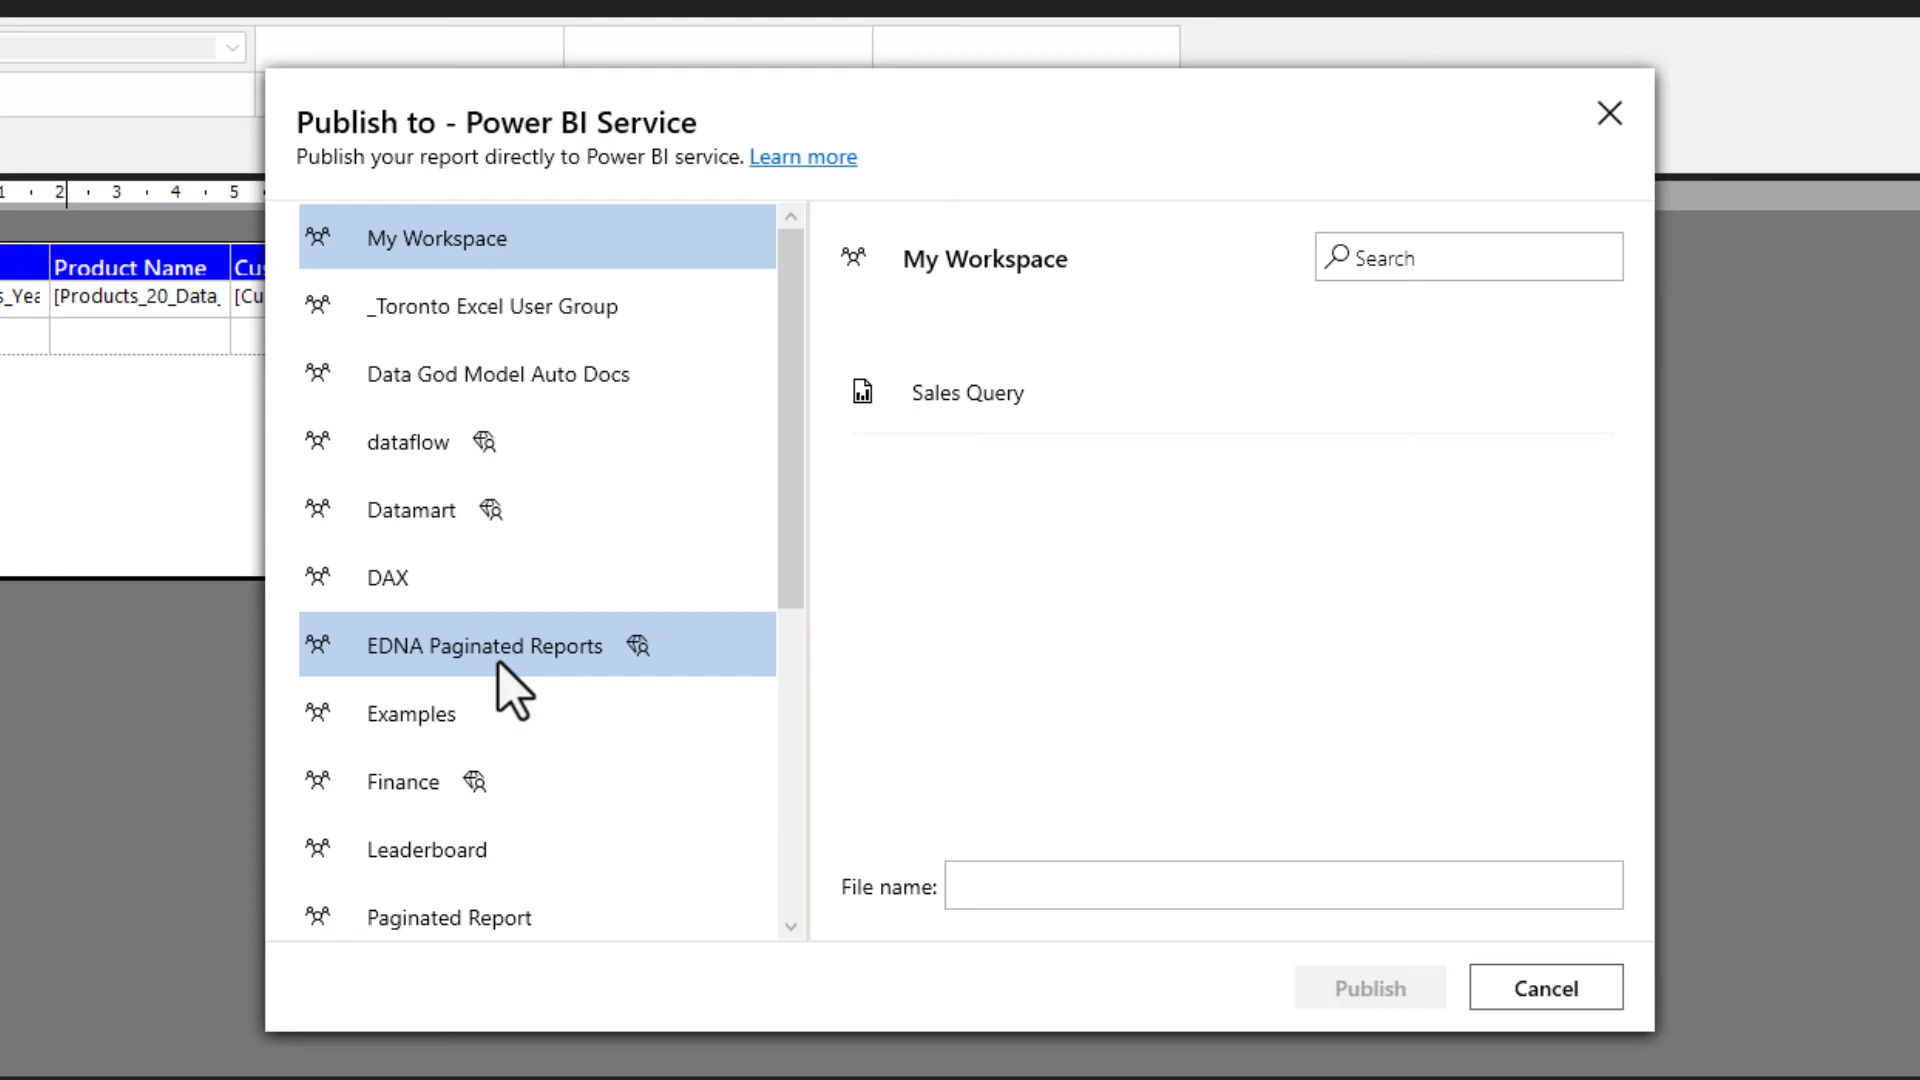 Publish to - Power BI Service
Publish your report directly to Power BI service. Learn more
1 2 3 4 5
Product Name
[Products_20_Data_
My Workspace
_Toronto Excel User Group
Data God Model Auto Docs
dataflow
Datamart
DAX
EDNA Paginated Reports
Examples
Finance
Leaderboard
Paginated Report
My Workspace
Search
Sales Query
File name:
Publish
Cancel